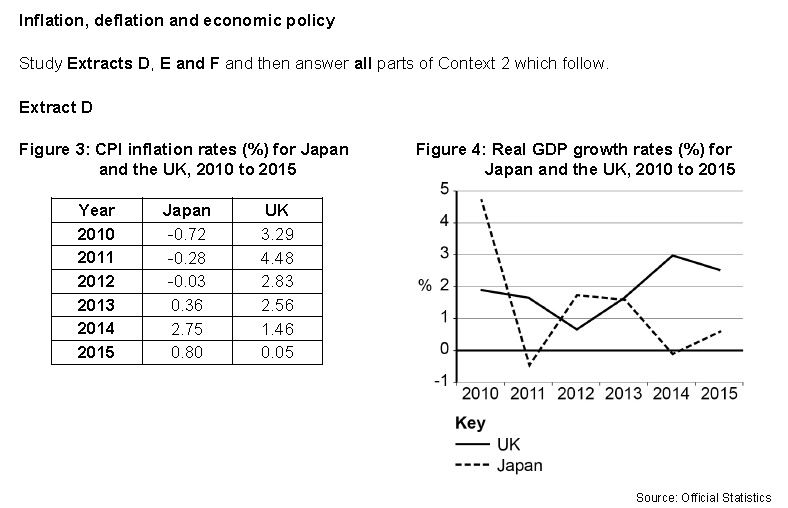 Inflation, deflation and economic policy
Study Extracts D, E and F and then answer all parts of Context 2 which follow.
Extract D
Figure 3: CPI inflation rates (%) for Japan
and the UK, 2010 to 2015
Year Japan UK
2010 -0.72 3.29
2011 -0.28 4.48
2012 -0.03 2.83
2013 0.36 2.56
2014 2.75 1.46
2015 0.80 0.05
Figure 4: Real GDP growth rates (%) for
Japan and the UK, 2010 to 2015
5
4
3
%
2
1
0
-1
2010 2011 2012 2013 2014 2015
Key
UK
Japan
Source: Official Statistics